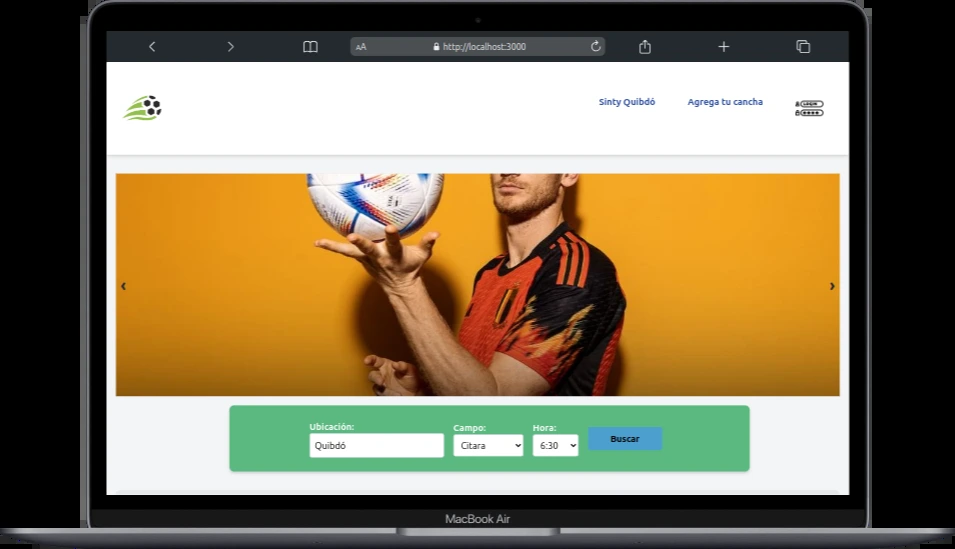 AA
http://localhost:3000
Sinty Quibdó
Agrega tu cancha
LOGIN
‹
›
Ubicación:
Campo:
Hora:
Quibdó
Citara
6:30
Buscar
MacBook Air